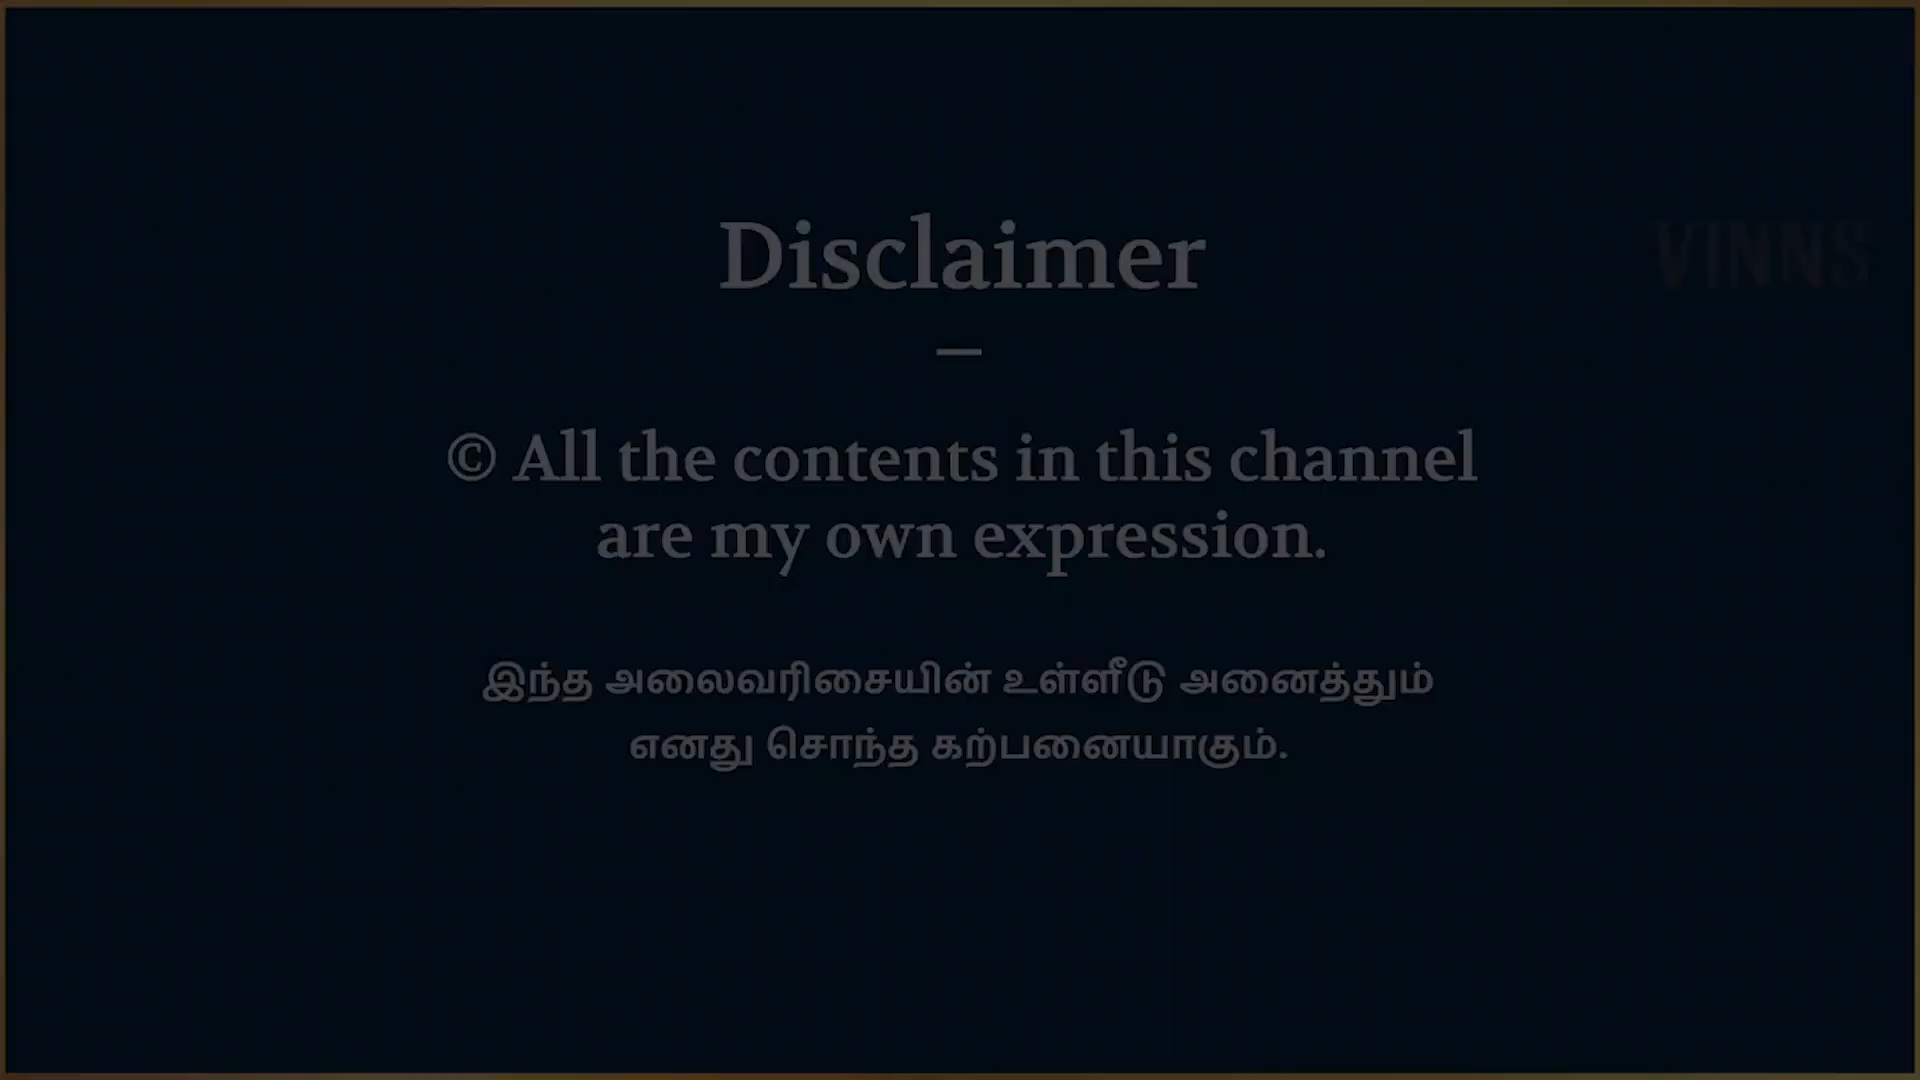 Disclaimer
VINNS
© All the contents in this channel
are my own expression.
இந்த அலைவரிசையின் உள்ளீடு அனைத்தும்
எனது சொந்த கற்பனையாகும்.